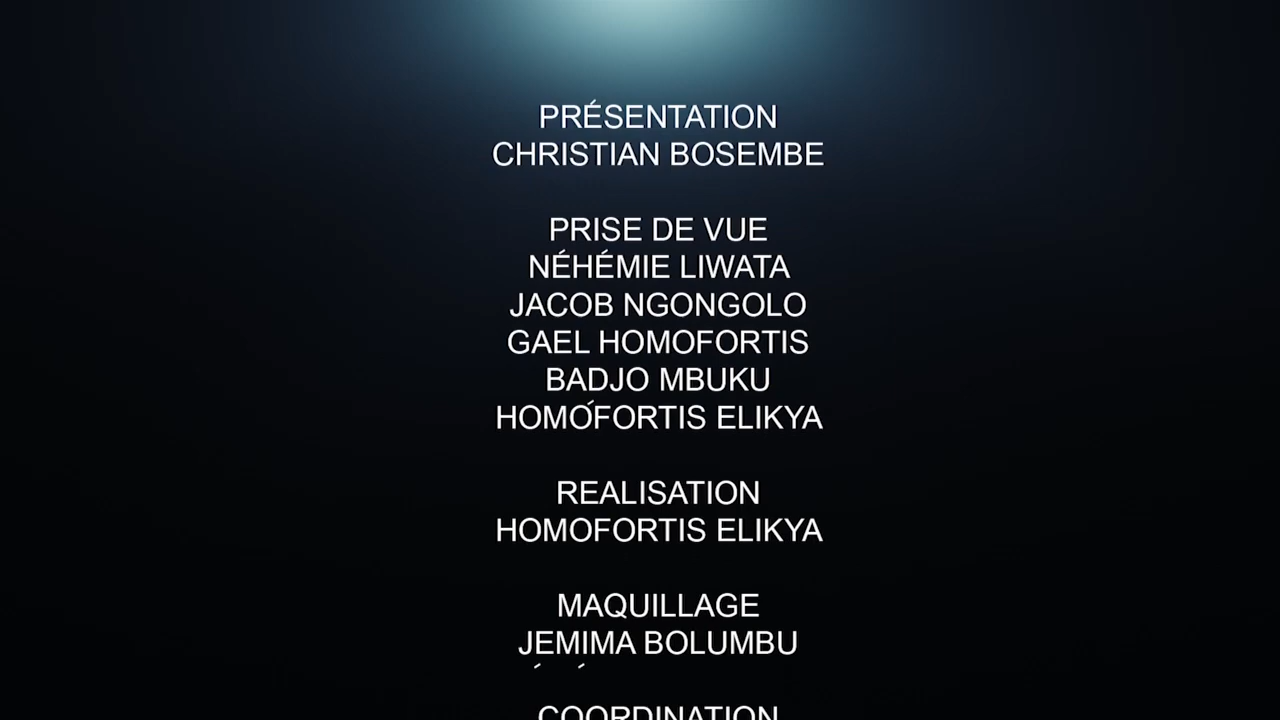 PRÉSENTATION
CHRISTIAN BOSEMBE
PRISE DE VUE
NÉHÉMIE LIWATA
JACOB NGONGOLO
GAEL HOMOFORTIS
BADJO MBUKU
HOMOFORTIS ELIKYA
REALISATION
HOMOFORTIS ELIKYA
MAQUILLAGE
JEMIMA BOLUMBU
COORDINATION